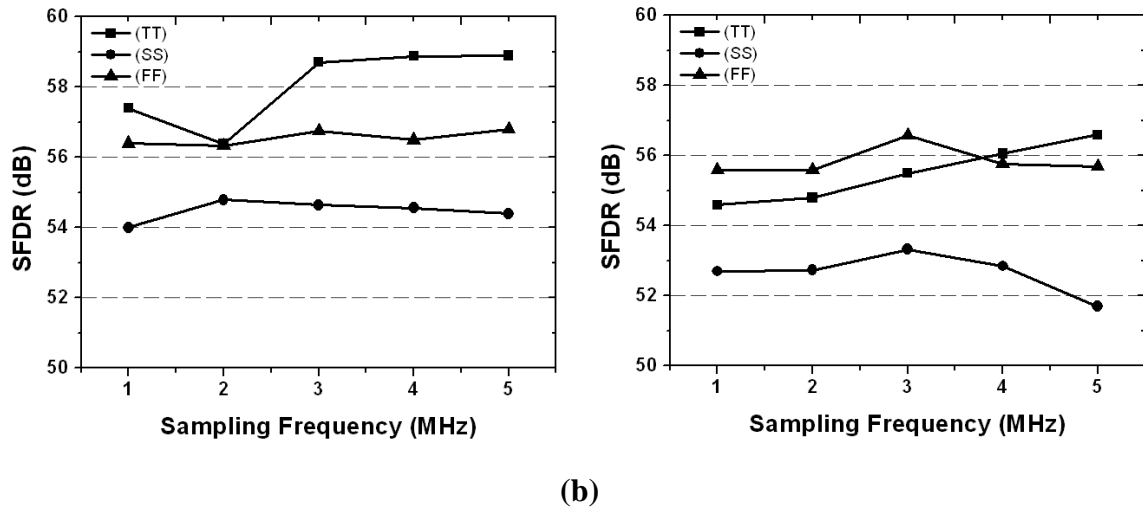 60
58
56
54
52
50
SFDR (dB)
(TT)
(SS)
(FF)
1 2 3 4 5
Sampling Frequency (MHz)
60
58
56
54
52
50
SFDR (dB)
(TT)
(SS)
(FF)
1 2 3 4 5
Sampling Frequency (MHz)
(b)